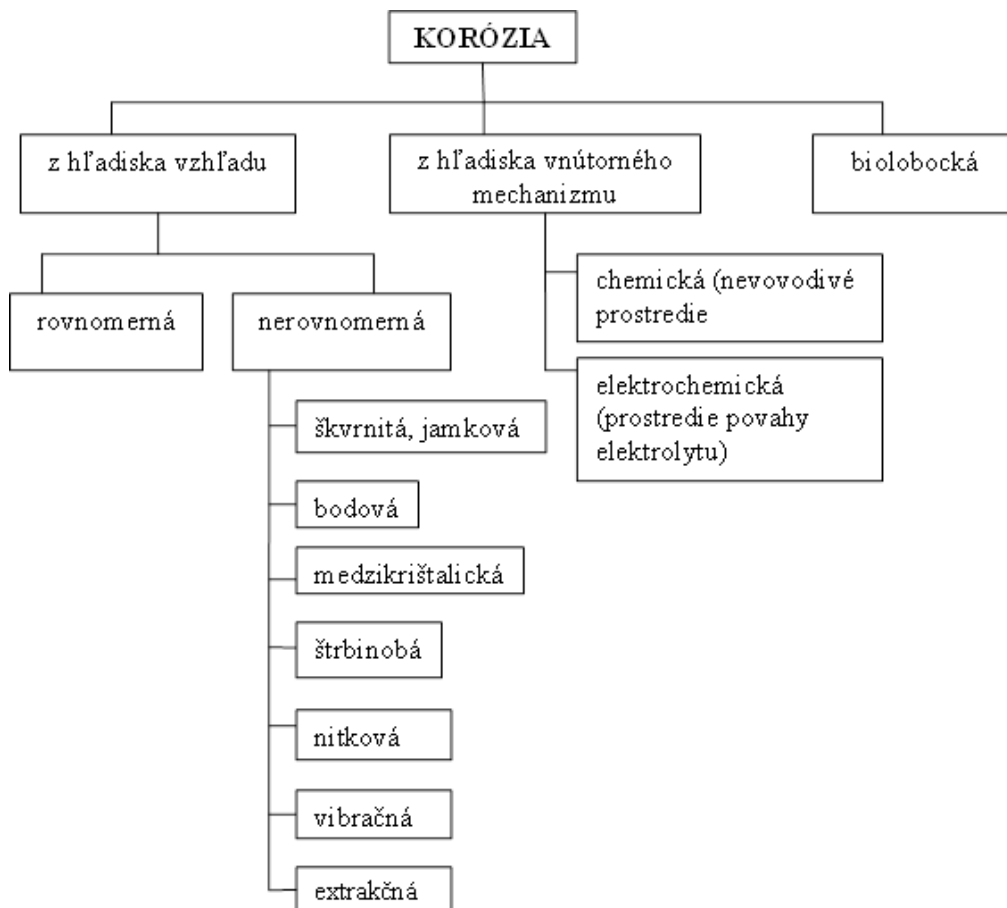 KORÓZIA
z hľadiska vzhľadu
z hľadiska vnútorného
mechanizmu
biolobocká
rovnomerná
nerovnomerná
chemická (nevovodivé
prostredie
elektrochemická
(prostredie povahy
elektrolytu)
škvrnitá, jamková
bodová
medzikrištalická
štrbinobá
nitková
vibračná
extrakčná